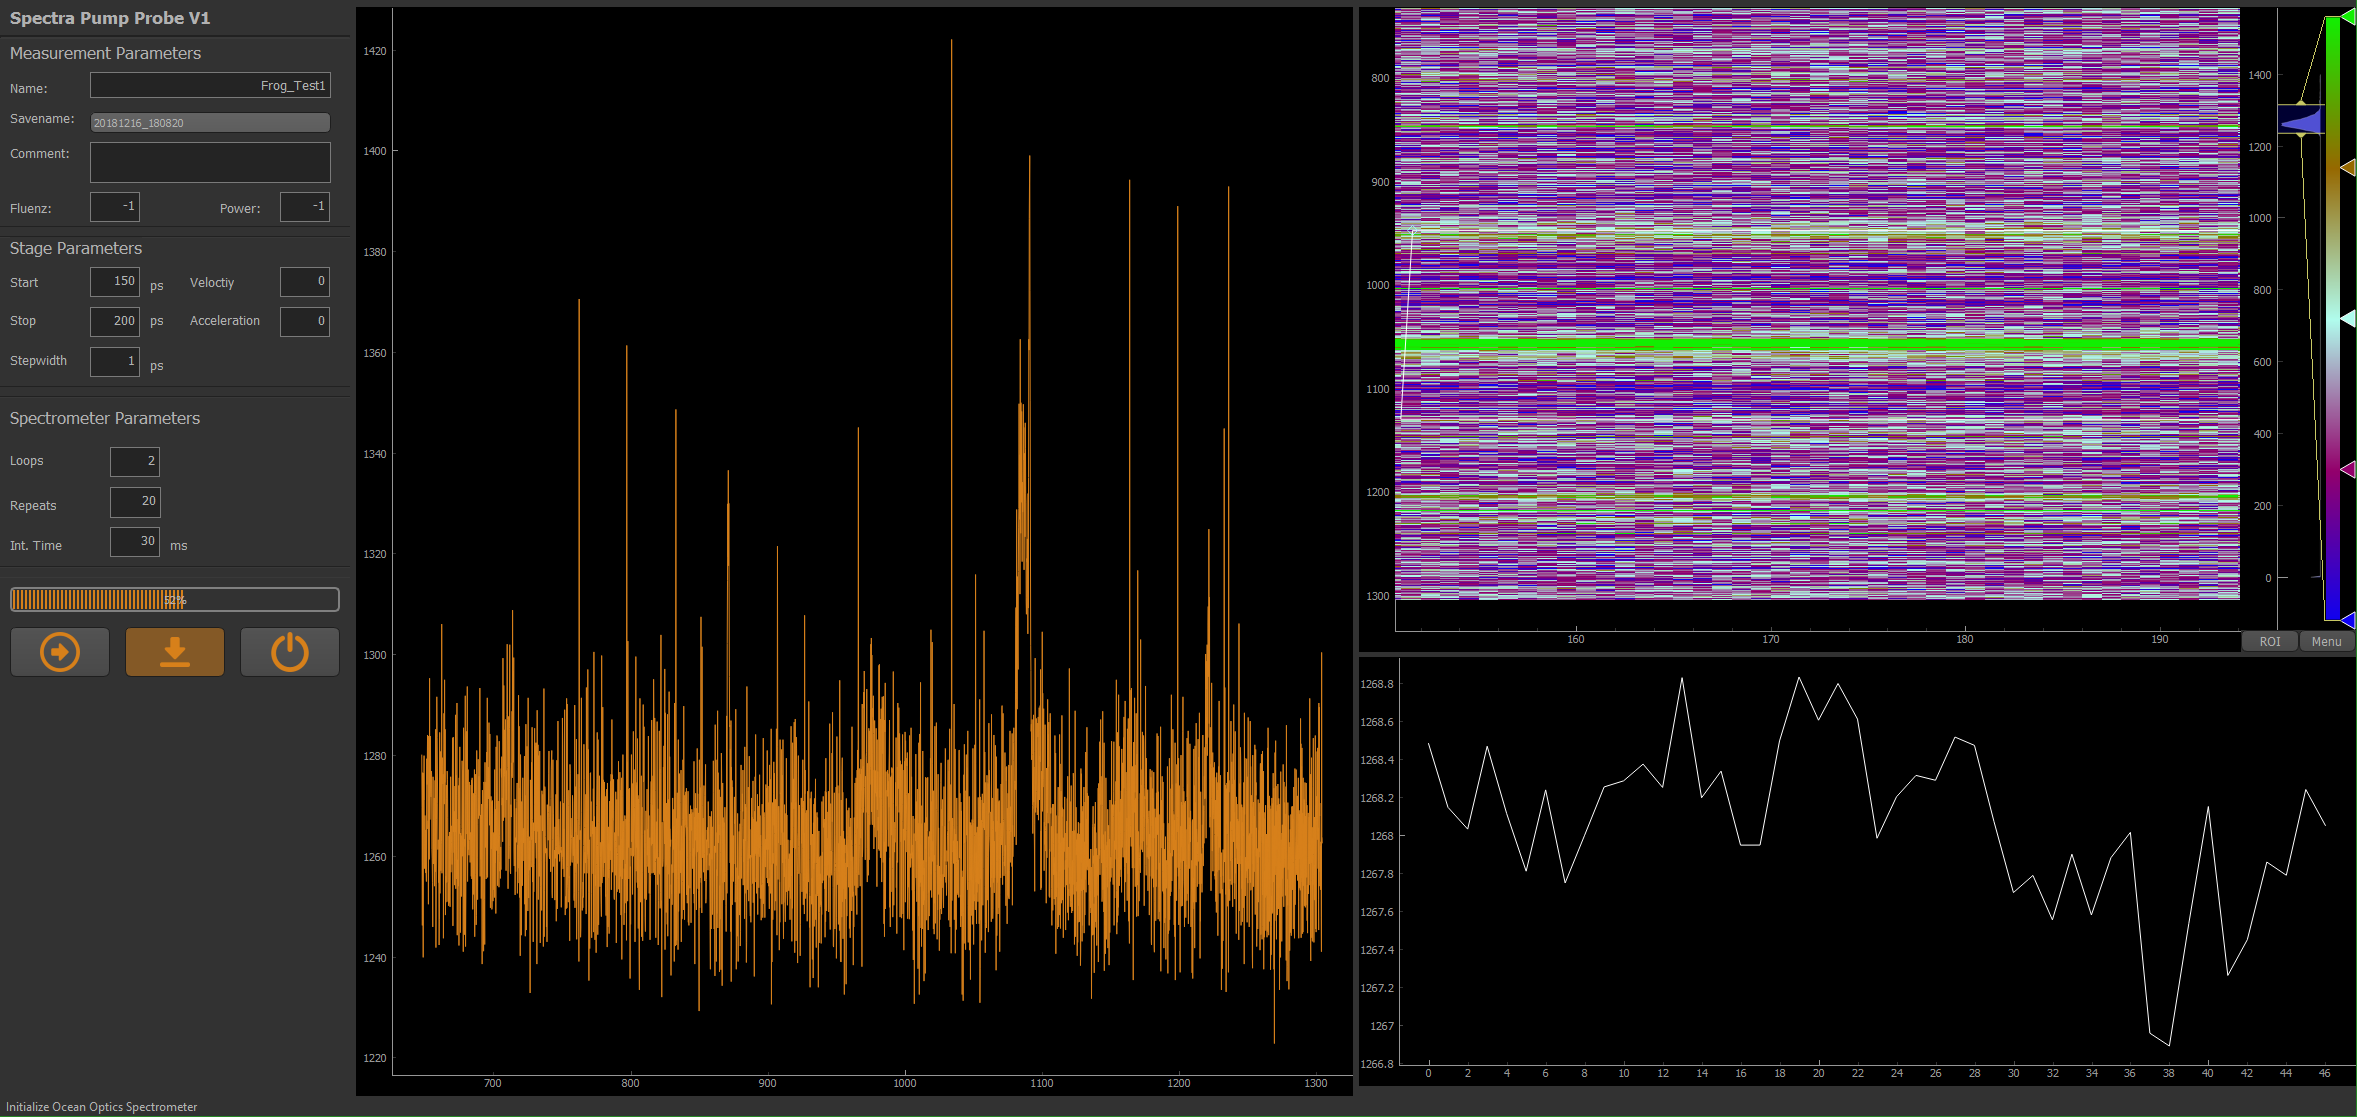 Spectra Pump Probe V1
Measurement Parameters
Name: Frog_Test1
Savename: 20181216_180820
Comment:
Fluenz: -1 Power: -1
Stage Parameters
Start 150 ps Veloctiy 0
Stop 200 ps Acceleration 0
Stepwidth 1 ps
Spectrometer Parameters
Loops 2
Repeats 20
Int. Time 30 ms
52%
Initialize Ocean Optics Spectrometer
1420
1400
1380
1360
1340
1320
1300
1280
1260
1240
1220
700 800 900 1000 1100 1200 1300
800
900
1000
1100
1200
1300
160 170 180 190
1400
1200
1000
800
600
400
200
0
ROI Menu
1268.8
1268.6
1268.4
1268.2
1268
1267.8
1267.6
1267.4
1267.2
1267
1266.8
0 2 4 6 8 10 12 14 16 18 20 22 24 26 28 30 32 34 36 38 40 42 44 46